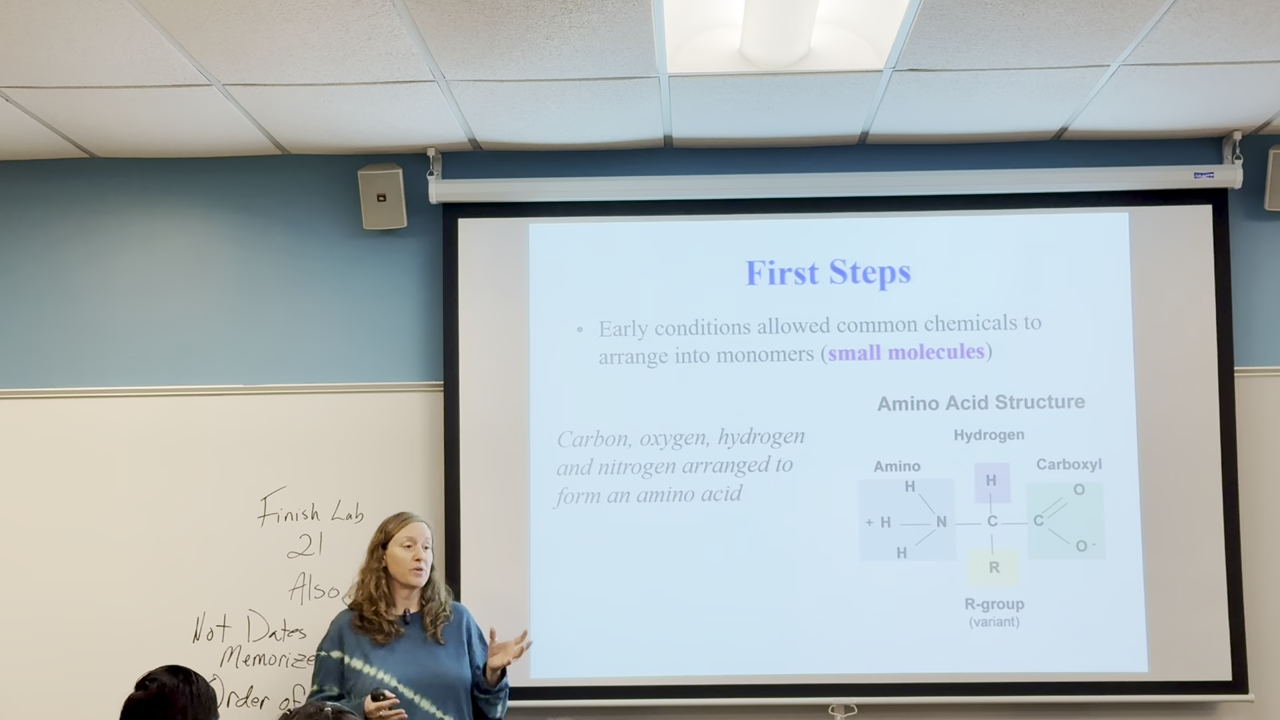 First Steps
• Early conditions allowed common chemicals to
arrange into monomers (small molecules)
Carbon, oxygen, hydrogen
and nitrogen arranged to
form an amino acid
Amino Acid Structure
Hydrogen
Amino
Carboxyl
H
H
O
+ H
N
C
C
H
O-
R
R-group
(variant)
Finish Lab
21
Also
Not Dates
Memorize
Order of